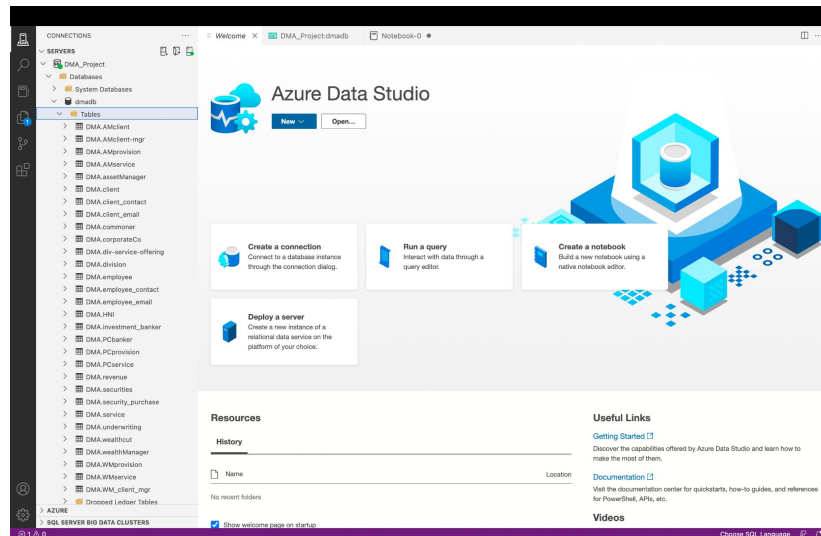 CONNECTIONS
SERVERS
DMA_Project
Databases
System Databases
dmadb
Tables
DMA.AMclient
DMA.AMclient-mgr
DMA.AMprovision
DMA.AMservice
DMA.assetManager
DMA.client
DMA.client_contact
DMA.client_email
DMA.commoner
DMA.corporateCo
DMA.div-service-offering
DMA.division
DMA.employee
DMA.employee_contact
DMA.employee_email
DMA.HNI
DMA.investment_banker
DMA.PCbanker
DMA.PCprovision
DMA.PCservice
DMA.revenue
DMA.securities
DMA.security_purchase
DMA.service
DMA.underwriting
DMA.wealthcut
DMA.wealthManager
DMA.WMprovision
DMA.WMservice
DMA.WM_client_mgr
Dropped Ledger Tables
AZURE
SQL SERVER BIG DATA CLUSTERS
1
1 0
Welcome
DMA_Project:dmadb
Notebook-0
Azure Data Studio
New
Open...
Create a connection
Connect to a database instance
through the connection dialog.
Run a query
Interact with data through a
query editor.
Create a notebook
Build a new notebook using a
native notebook editor.
Deploy a server
Create a new instance of a
relational data service on the
platform of your choice.
Resources
History
Name Location
No recent folders
Show welcome page on startup
Useful Links
Getting Started
Discover the capabilities offered by Azure Data Studio and learn how to
make the most of them.
Documentation
Visit the documentation center for quickstarts, how-to guides, and references
for PowerShell, APIs, etc.
Videos
Choose SQL Language